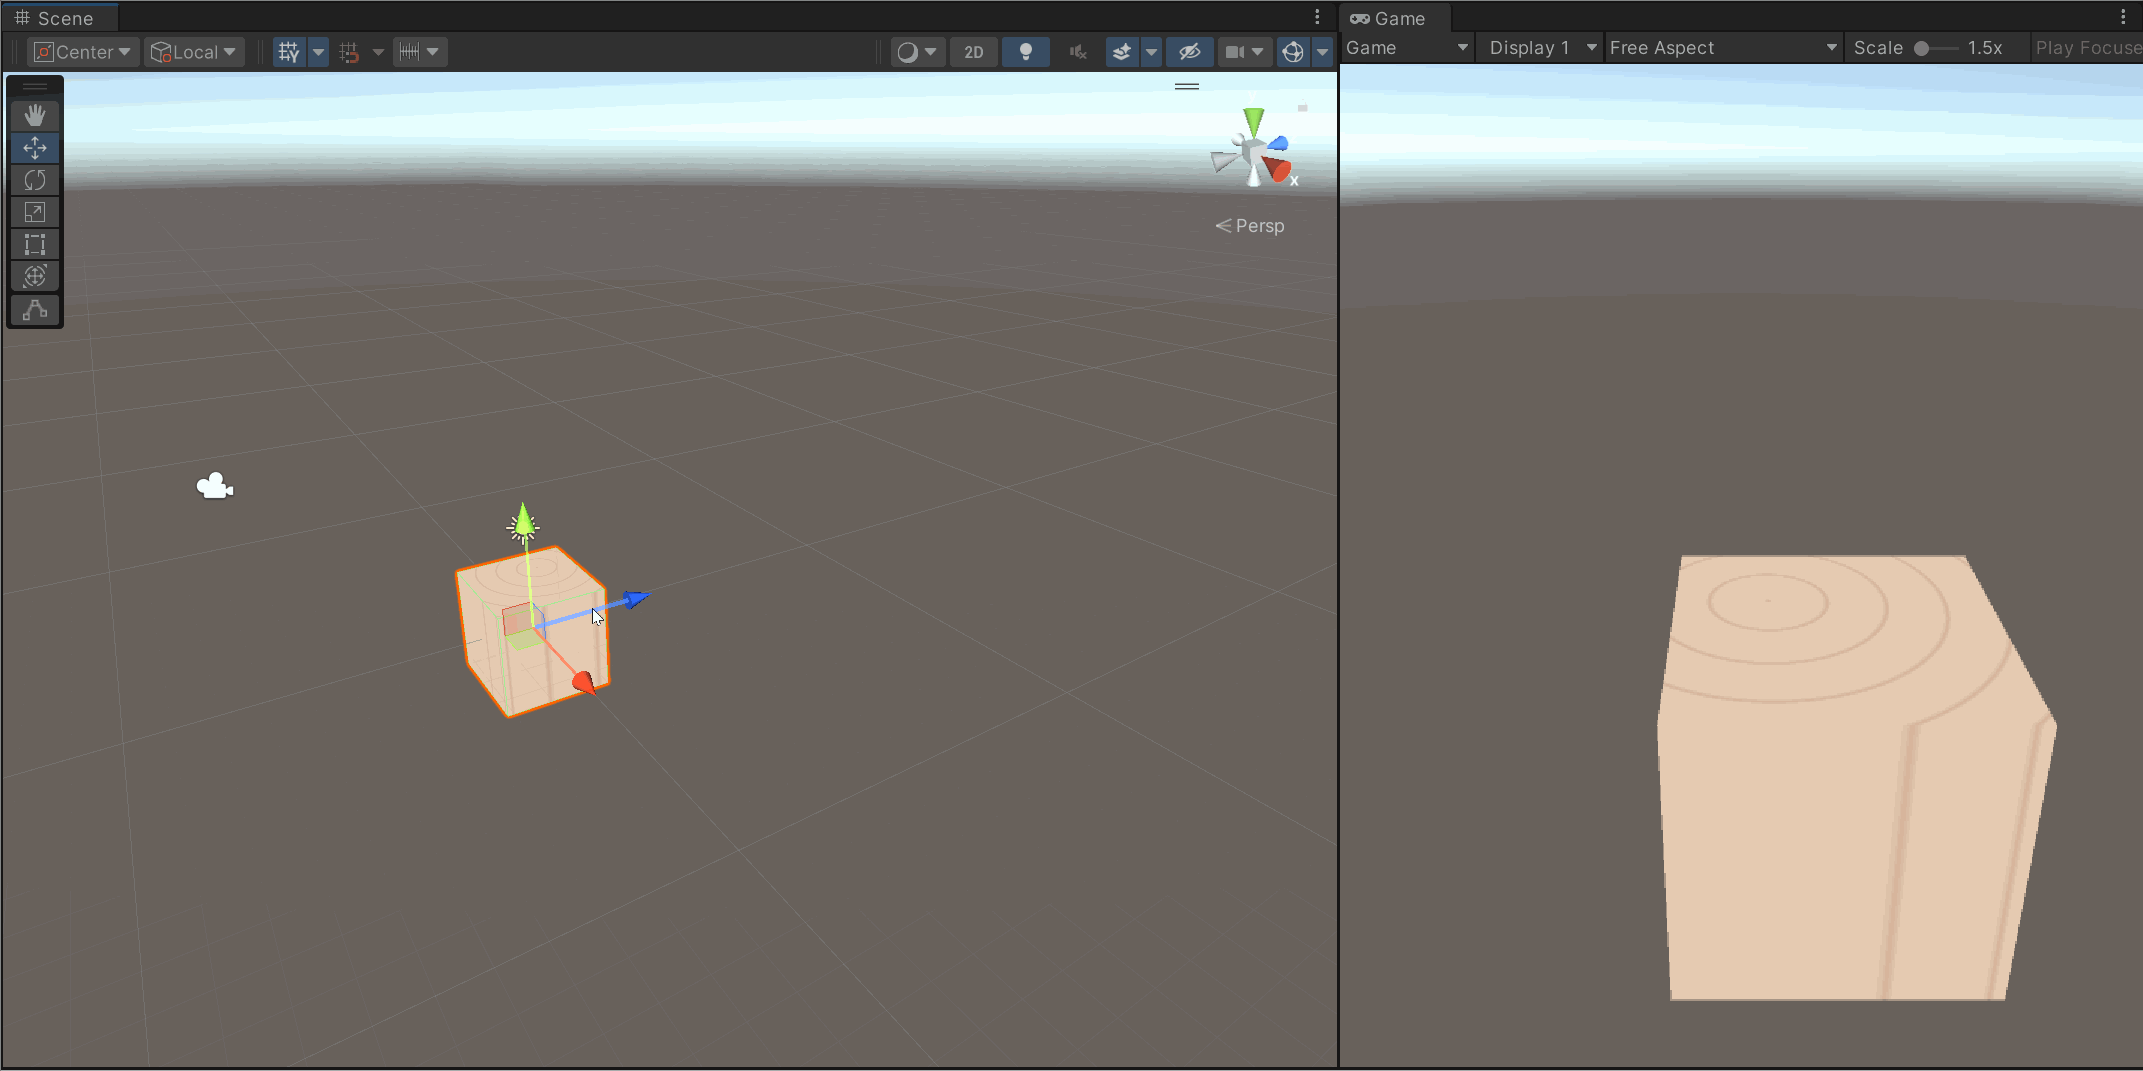 Scene
Center
Local
2D
x
Persp
Game
Game
Display 1
Free Aspect
Scale
1.5x
Play Focuse